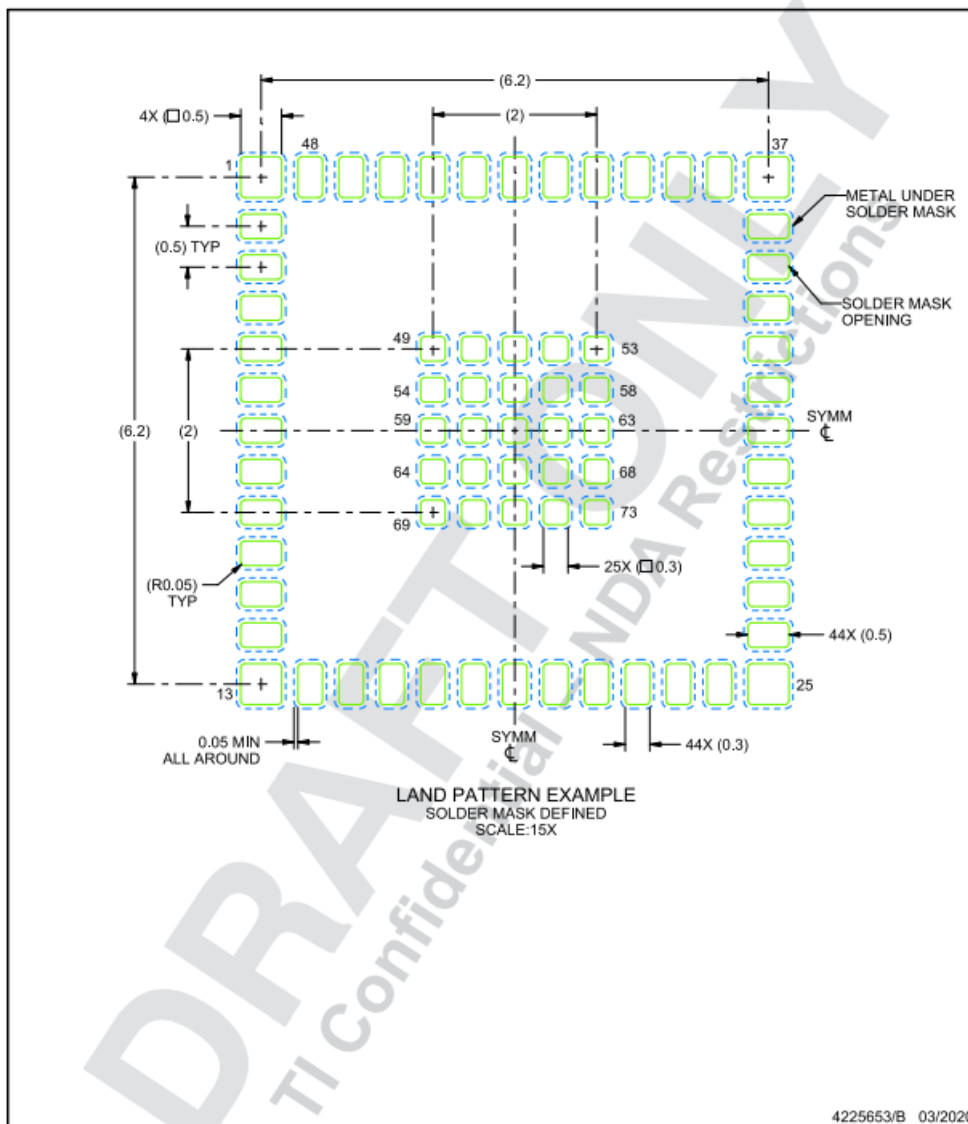 (6.2)
4X (□0.5)
(2)
48
37
1
METAL UNDER
SOLDER MASK
(0.5) TYP
SOLDER MASK
OPENING
49
53
54
58
59
63
SYMM
℄
(6.2)
(2)
64
68
69
73
25X (□0.3)
(R0.05)
TYP
44X (0.5)
13
25
0.05 MIN
ALL AROUND
SYMM
℄
44X (0.3)
LAND PATTERN EXAMPLE
SOLDER MASK DEFINED
SCALE:15X
DRAFT ONLY
TI Confidential – NDA Restrictions
4225653/B 03/2020